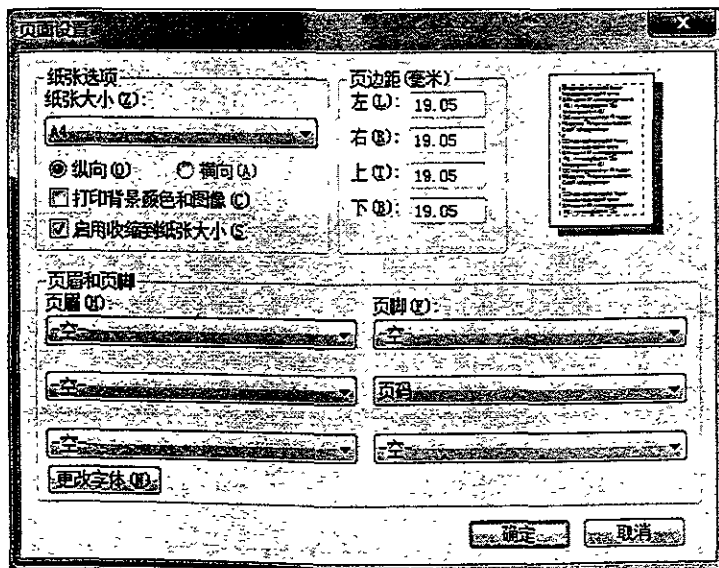 页面设置
纸张选项
纸张大小(Z):
A4
纵向(O) 横向(A)
打印背景颜色和图像(C)
启用收缩到纸张大小(S
页边距(毫米)
左(L): 19.05
右(R): 19.05
上(T): 19.05
下(B): 19.05
页眉和页脚
页眉(H)
-空-
-空-
-空-
更改字体(N)
页脚(F):
-空-
页码
-空-
确定 取消